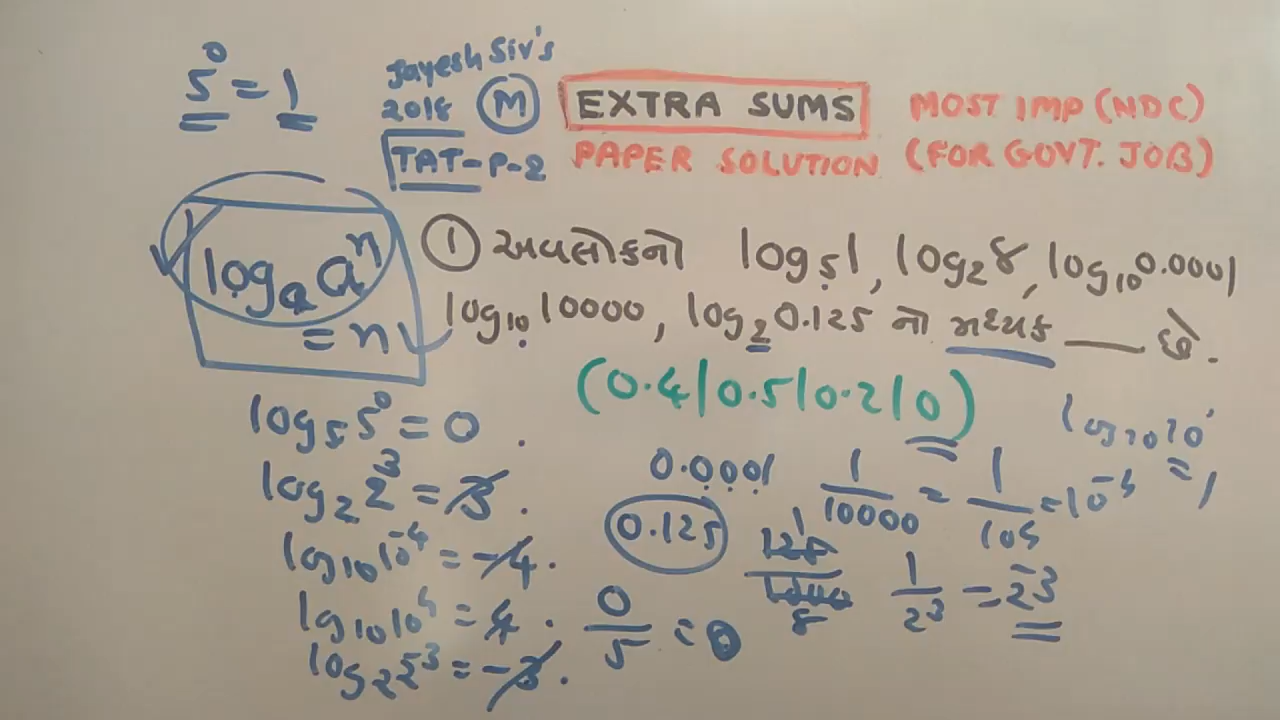 5⁰ = 1
Jayesh Sir's
2018 M
TAT-P-2
EXTRA SUMS
PAPER SOLUTION
MOST IMP (NDC)
(FOR GOVT. JOB)
logₐ aⁿ
= n
① અવલોકનો log₅1, log₂8, log₁₀0.0001
log₁₀10000, log₂0.125 નો મધ્યક ___ છે.
(0.4/0.5/0.2/0)
log₅5⁰ = 0
log₂2³ = 3
log₁₀10⁻⁴ = -4
log₁₀10⁴ = 4
log₂2⁻³ = -3
0/5 = 0
0.0001 1/10000 = 1/10⁴ = 10⁻⁴
log₁₀10¹
= 1
0.125 1/8 1/2³ = 2⁻³